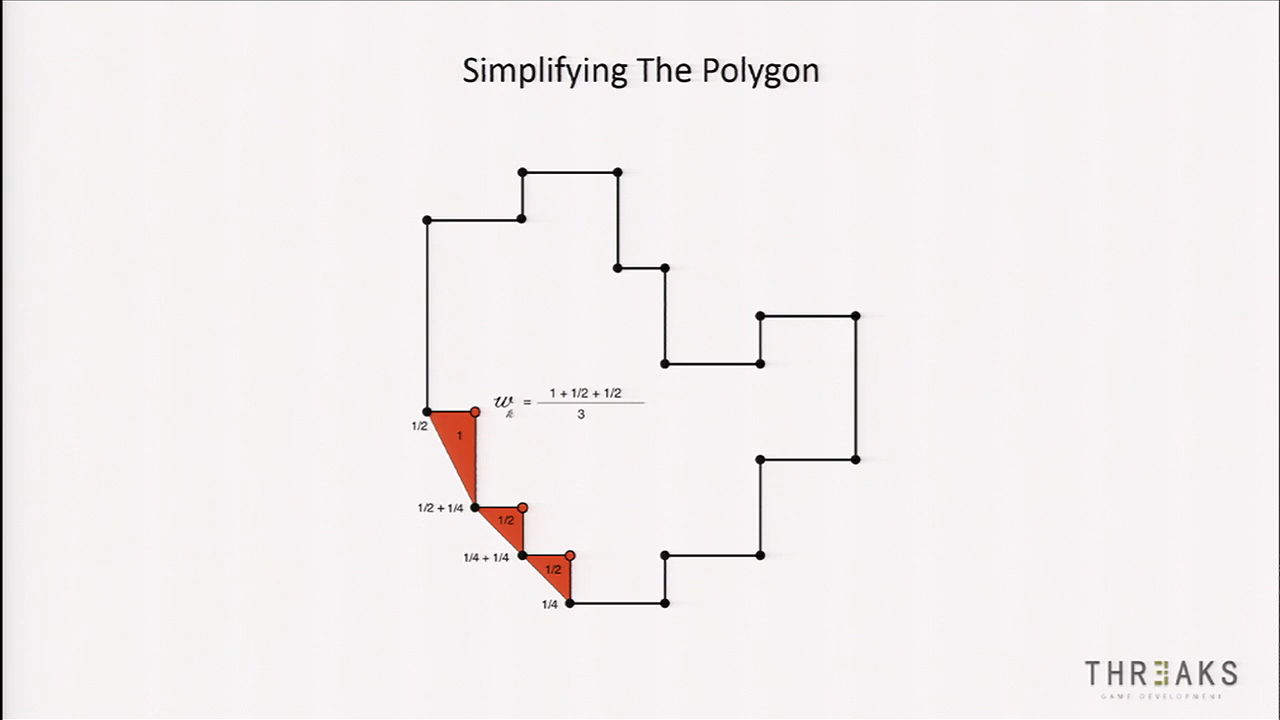 Simplifying The Polygon
w k = 1 + 1/2 + 1/2
3
1/2
1
1/2 + 1/4
1/2
1/4 + 1/4
1/2
1/4
THREAKS
GAME DEVELOPMENT